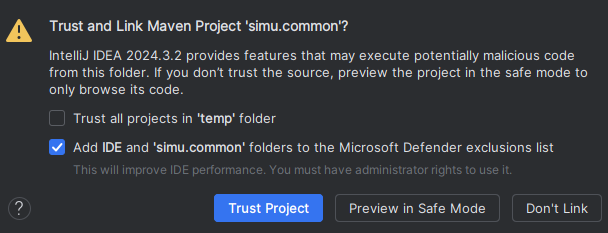 Trust and Link Maven Project 'simu.common'?
IntelliJ IDEA 2024.3.2 provides features that may execute potentially malicious code
from this folder. If you don't trust the source, preview the project in the safe mode to
only browse its code.
Trust all projects in 'temp' folder
Add IDE and 'simu.common' folders to the Microsoft Defender exclusions list
This will improve IDE performance. You must have administrator rights to use it.
?
Trust Project
Preview in Safe Mode
Don't Link